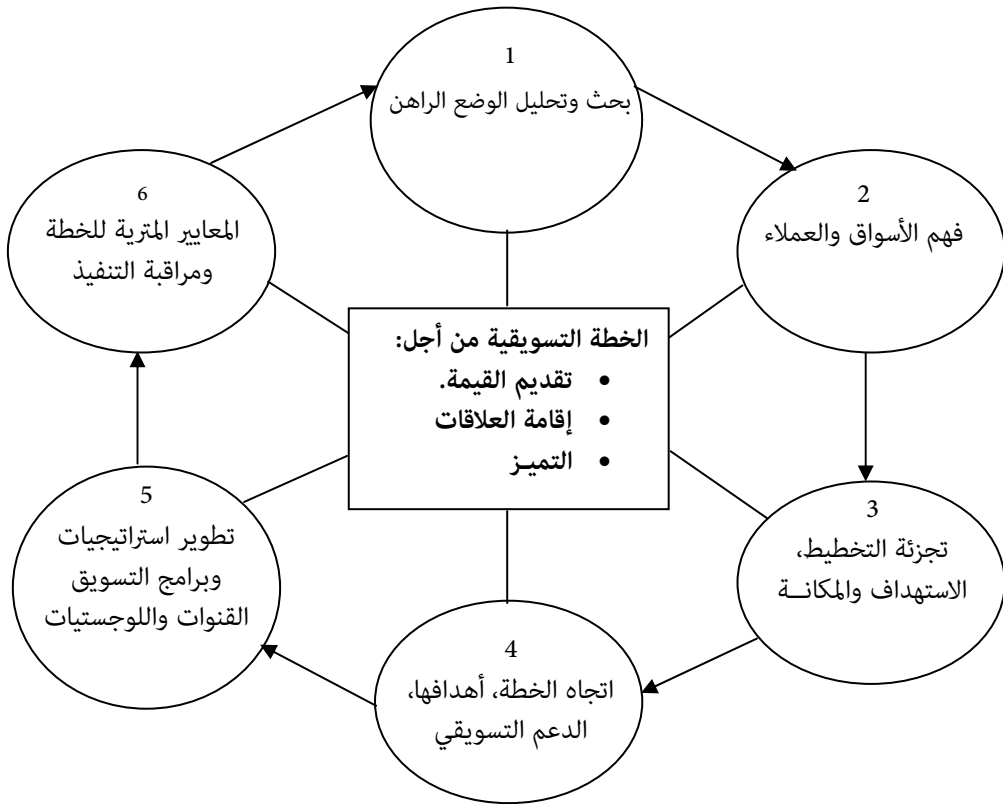 1
بحث وتحليل الوضع الراهن
2
فهم الأسواق والعملاء
3
تجزئة التخطيط،
الاستهداف والمكانــة
4
اتجاه الخطة، أهدافها،
الدعم التسويقي
5
تطوير استراتيجيات
وبرامج التسويق
القنوات واللوجستيات
6
المعايير المترية للخطة
ومراقبة التنفيذ
الخطة التسويقية من أجل:
• تقديم القيمة.
• إقامة العلاقات
• التميـز